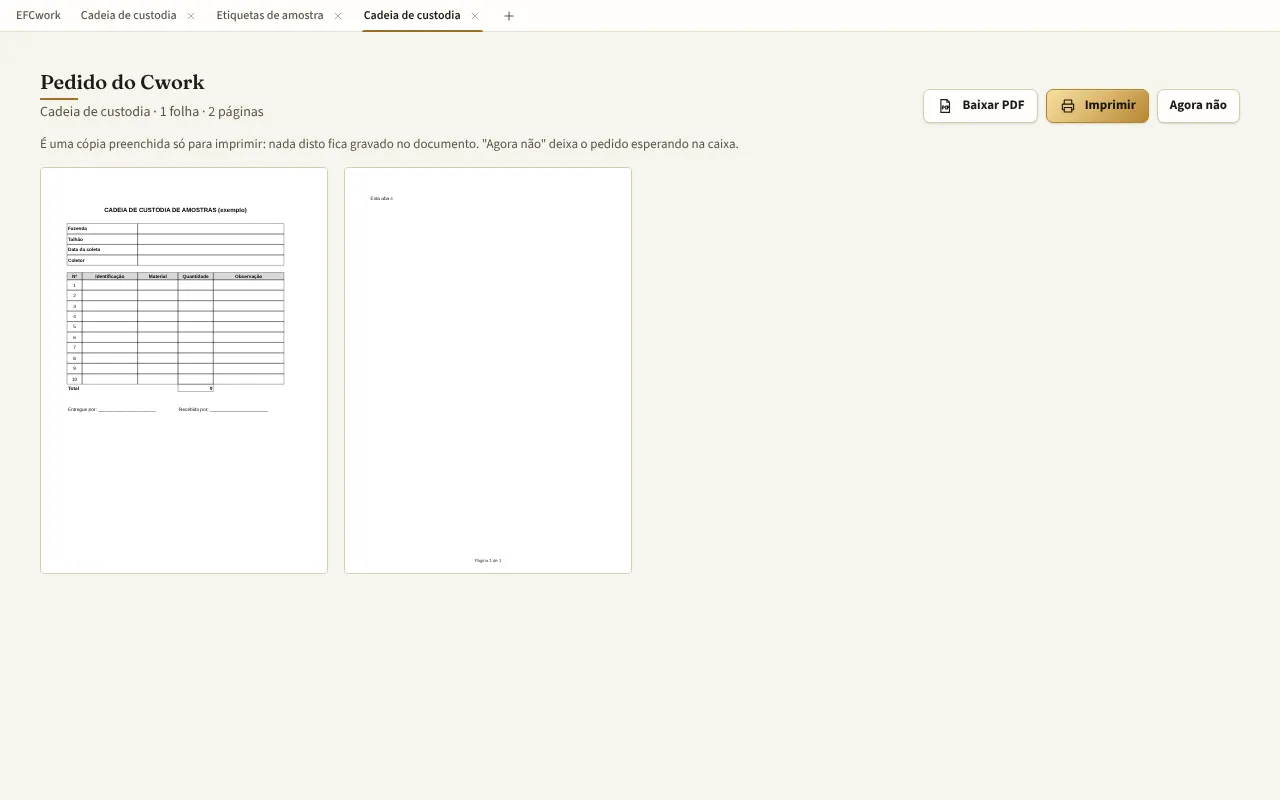 EFCwork Cadeia de custodia Etiquetas de amostra Cadeia de custodia
Pedido do Cwork
Cadeia de custodia · 1 folha · 2 páginas
Baixar PDF Imprimir Agora não
É uma cópia preenchida só para imprimir: nada disto fica gravado no documento. "Agora não" deixa o pedido esperando na caixa.
CADEIA DE CUSTÓDIA DE AMOSTRAS (exemplo)
Fazenda
Talhão
Data da coleta
Coletor
Nº Identificação Material Quantidade Observação
1
2
3
4
5
6
7
8
9
10
Total 0
Entregue por: Recebido por:
Esta aba é
Página 1 de 1